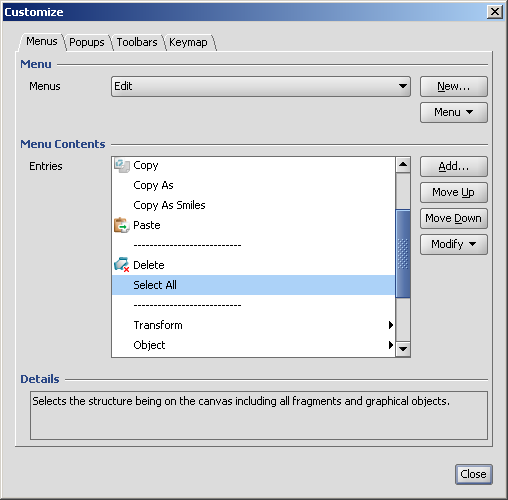 Customize
Menus Popups Toolbars Keymap
Menu
Menus Edit New...
Menu
Menu Contents
Entries Copy Add...
Copy As Move Up
Copy As Smiles Move Down
Paste
--------------------------- Modify
Delete
Select All
---------------------------
Transform
Object
Details
Selects the structure being on the canvas including all fragments and graphical objects.
Close